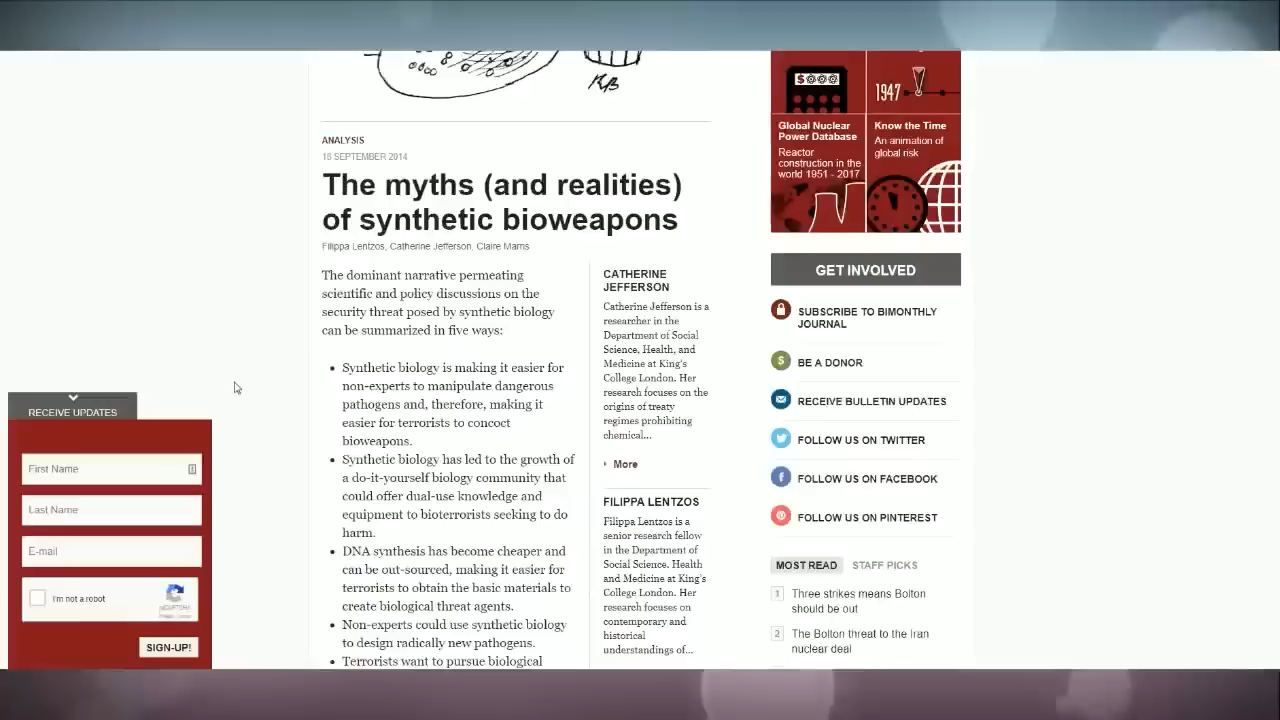 KB
ANALYSIS
18 SEPTEMBER 2014
The myths (and realities)
of synthetic bioweapons
Filippa Lentzos, Catherine Jefferson, Claire Marris
The dominant narrative permeating
scientific and policy discussions on the
security threat posed by synthetic biology
can be summarized in five ways:
Synthetic biology is making it easier for
non-experts to manipulate dangerous
pathogens and, therefore, making it
easier for terrorists to concoct
bioweapons.
Synthetic biology has led to the growth of
a do-it-yourself biology community that
could offer dual-use knowledge and
equipment to bioterrorists seeking to do
harm.
DNA synthesis has become cheaper and
can be out-sourced, making it easier for
terrorists to obtain the basic materials to
create biological threat agents.
Non-experts could use synthetic biology
to design radically new pathogens.
Terrorists want to pursue biological
CATHERINE
JEFFERSON
Catherine Jefferson is a
researcher in the
Department of Social
Science, Health, and
Medicine at King's
College London. Her
research focuses on the
origins of treaty
regimes prohibiting
chemical...
More
FILIPPA LENTZOS
Filippa Lentzos is a
senior research fellow
in the Department of
Social Science. Health
and Medicine at King's
College London. Her
research focuses on
contemporary and
historical
understandings of...
$
1947
Global Nuclear
Power Database
Reactor
construction in the
world 1951 - 2017
Know the Time
An animation of
global risk
GET INVOLVED
SUBSCRIBE TO BIMONTHLY
JOURNAL
$ BE A DONOR
RECEIVE BULLETIN UPDATES
FOLLOW US ON TWITTER
f FOLLOW US ON FACEBOOK
FOLLOW US ON PINTEREST
MOST READ STAFF PICKS
1 Three strikes means Bolton
should be out
2 The Bolton threat to the Iran
nuclear deal
RECEIVE UPDATES
First Name
Last Name
E-mail
I'm not a robot
SIGN-UP!